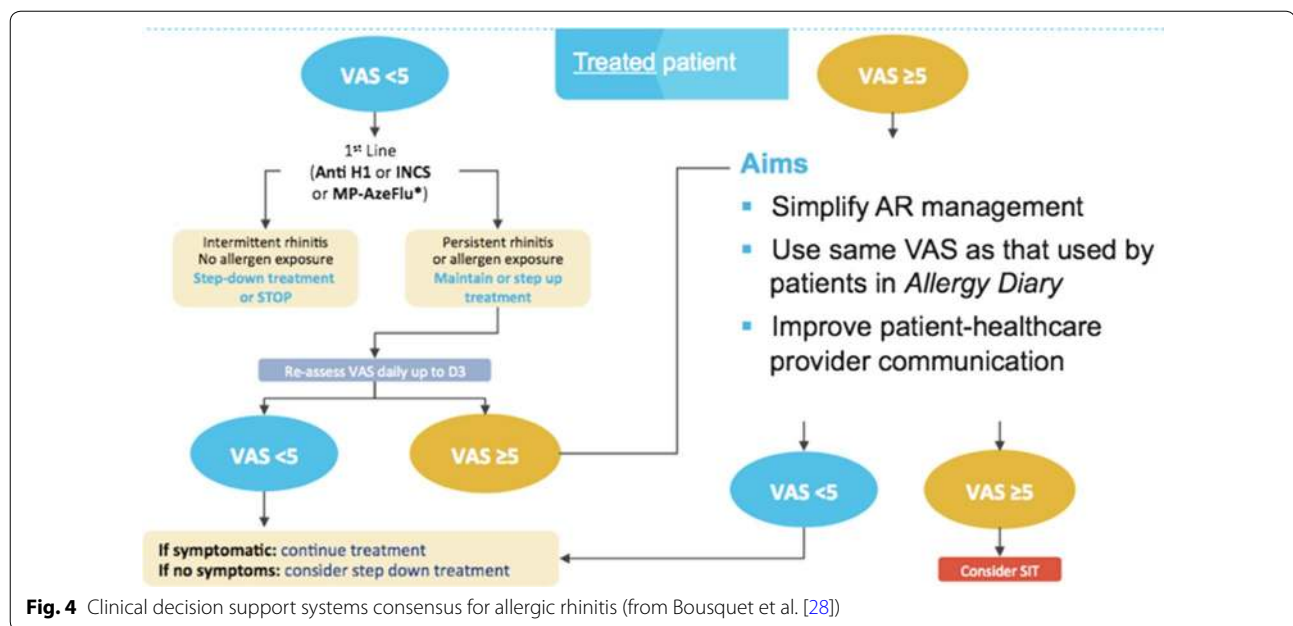 VAS <5
Treated patient
VAS ≥5
1st Line
(Anti H1 or INCS
or MP-AzeFlu*)
Intermittent rhinitis
No allergen exposure
Step-down treatment
or STOP
Persistent rhinitis
or allergen exposure
Maintain or step up
treatment
Re-assess VAS daily up to D3
VAS <5
VAS ≥5
If symptomatic: continue treatment
If no symptoms: consider step down treatment
Aims
▪ Simplify AR management
▪ Use same VAS as that used by
patients in Allergy Diary
▪ Improve patient-healthcare
provider communication
VAS <5
VAS ≥5
Consider SIT
Fig. 4 Clinical decision support systems consensus for allergic rhinitis (from Bousquet et al. [28])